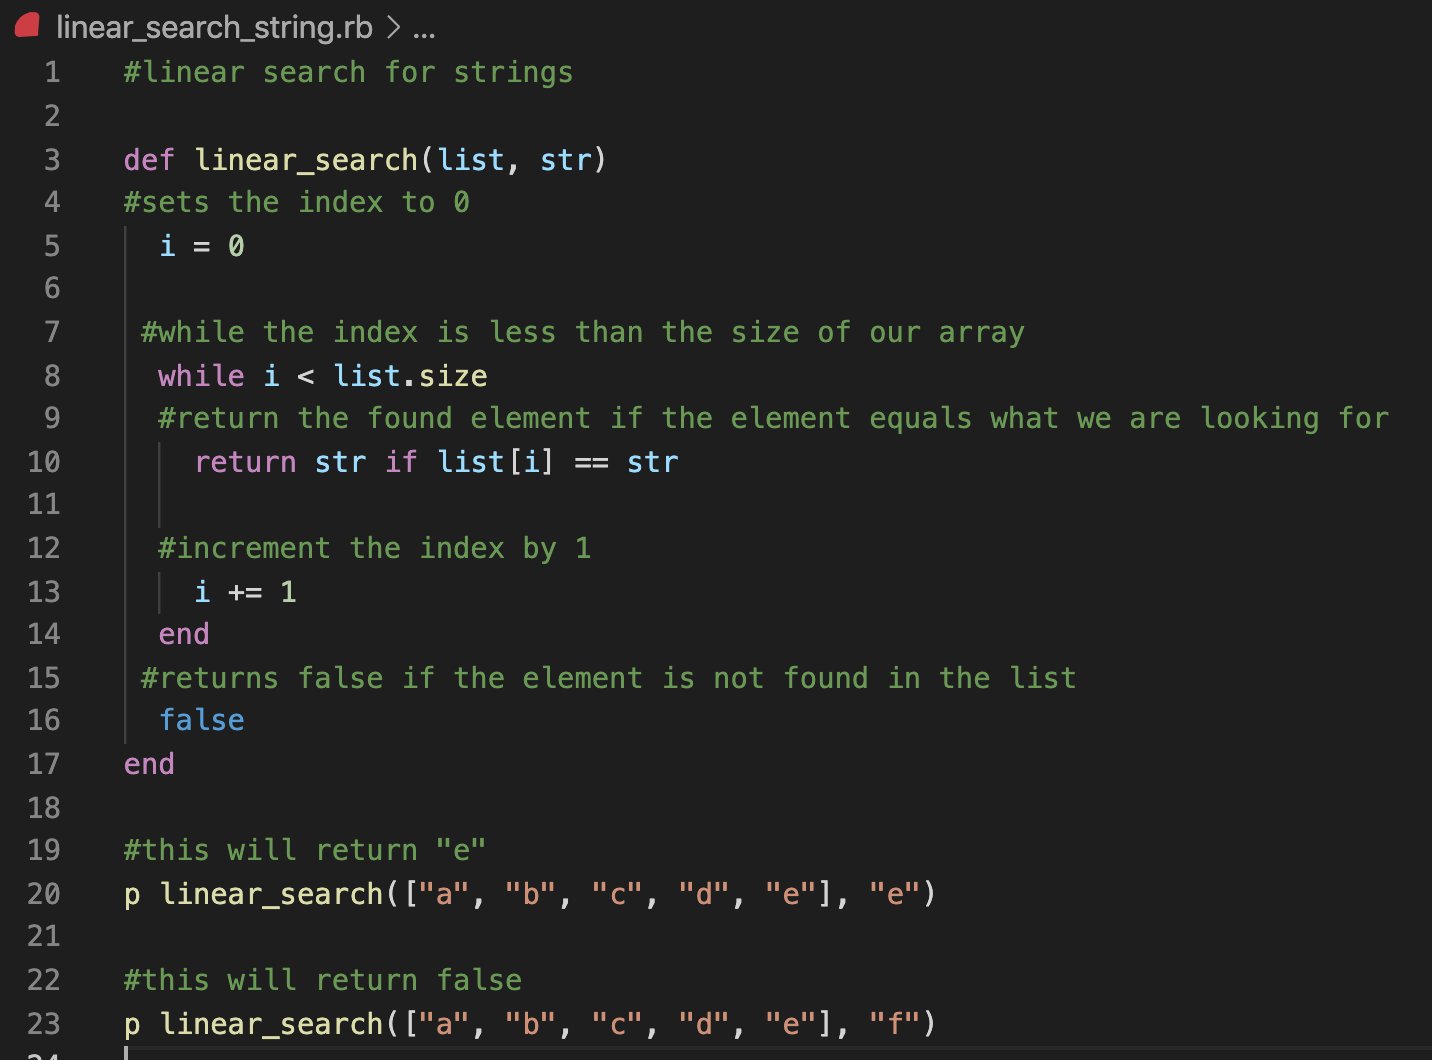 linear_search_string.rb > ...
1 #linear search for strings
2
3 def linear_search(list, str)
4 #sets the index to 0
5   i = 0
6
7  #while the index is less than the size of our array
8   while i < list.size
9   #return the found element if the element equals what we are looking for
10     return str if list[i] == str
11
12   #increment the index by 1
13     i += 1
14   end
15  #returns false if the element is not found in the list
16   false
17 end
18
19 #this will return "e"
20 p linear_search(["a", "b", "c", "d", "e"], "e")
21
22 #this will return false
23 p linear_search(["a", "b", "c", "d", "e"], "f")
24